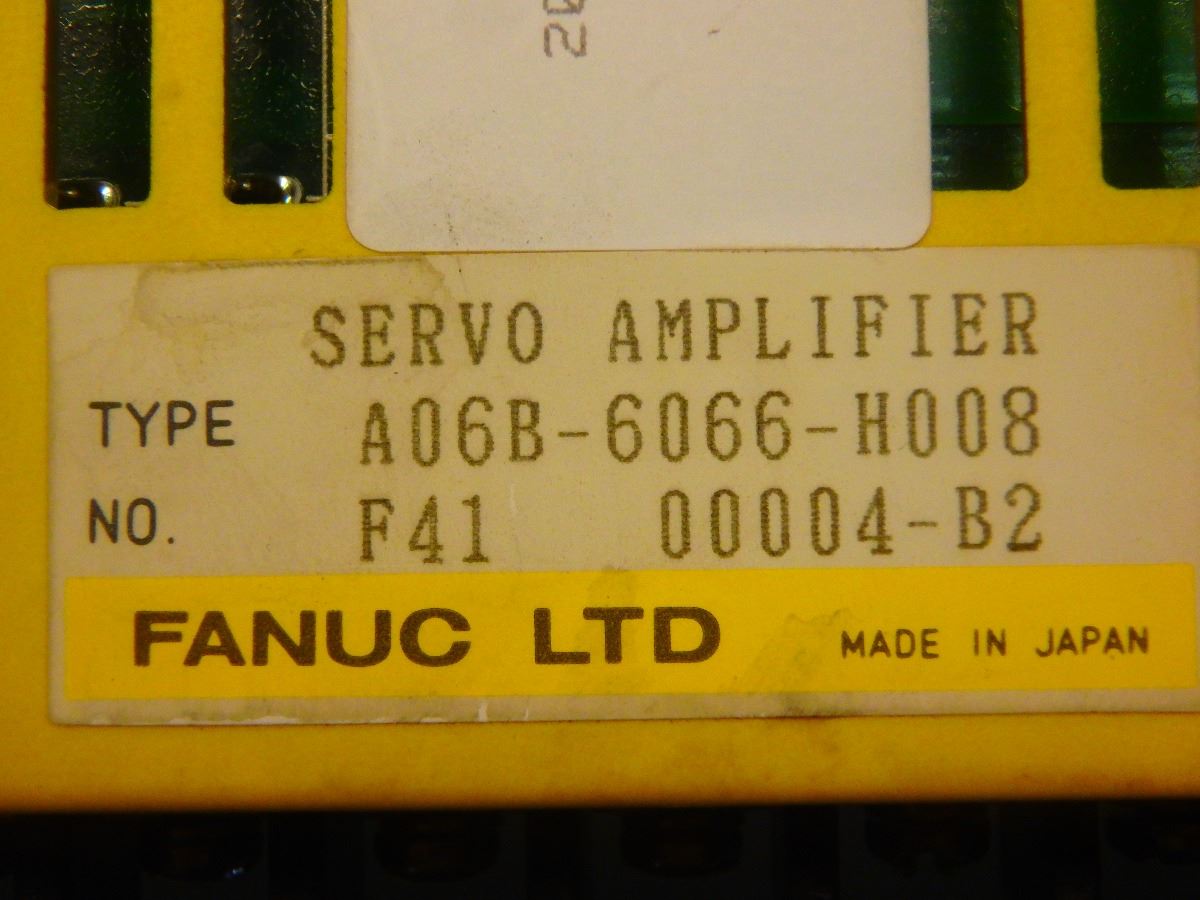 SERVO AMPLIFIER
TYPE A06B-6066-H008
NO. F41 00004-B2
FANUC LTD MADE IN JAPAN